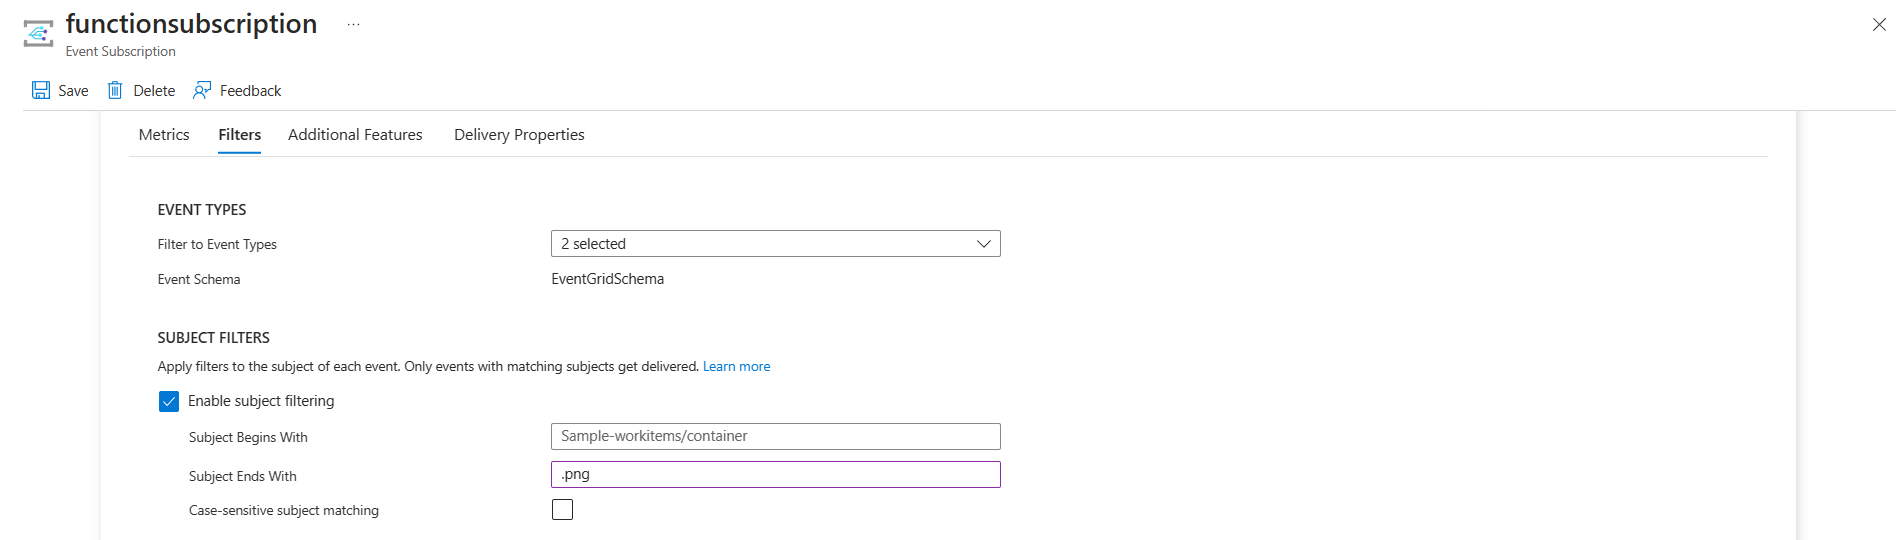 functionsubscription ...
Event Subscription
Save Delete Feedback
Metrics Filters Additional Features Delivery Properties
EVENT TYPES
Filter to Event Types 2 selected
Event Schema EventGridSchema
SUBJECT FILTERS
Apply filters to the subject of each event. Only events with matching subjects get delivered. Learn more
Enable subject filtering
Subject Begins With Sample-workitems/container
Subject Ends With .png
Case-sensitive subject matching